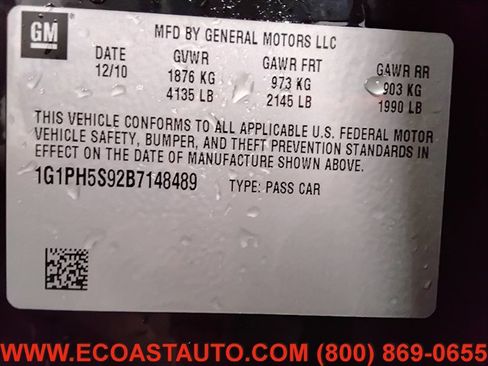 GM
MFD BY GENERAL MOTORS LLC
DATE GVWR GAWR FRT GAWR RR
12/10 1876 KG 973 KG 903 KG
4135 LB 2145 LB 1990 LB
THIS VEHICLE CONFORMS TO ALL APPLICABLE U.S. FEDERAL MOTOR
VEHICLE SAFETY, BUMPER, AND THEFT PREVENTION STANDARDS IN
EFFECT ON THE DATE OF MANUFACTURE SHOWN ABOVE.
1G1PH5S92B7148489 TYPE: PASS CAR
WWW.ECOASTAUTO.COM (800) 869-0655